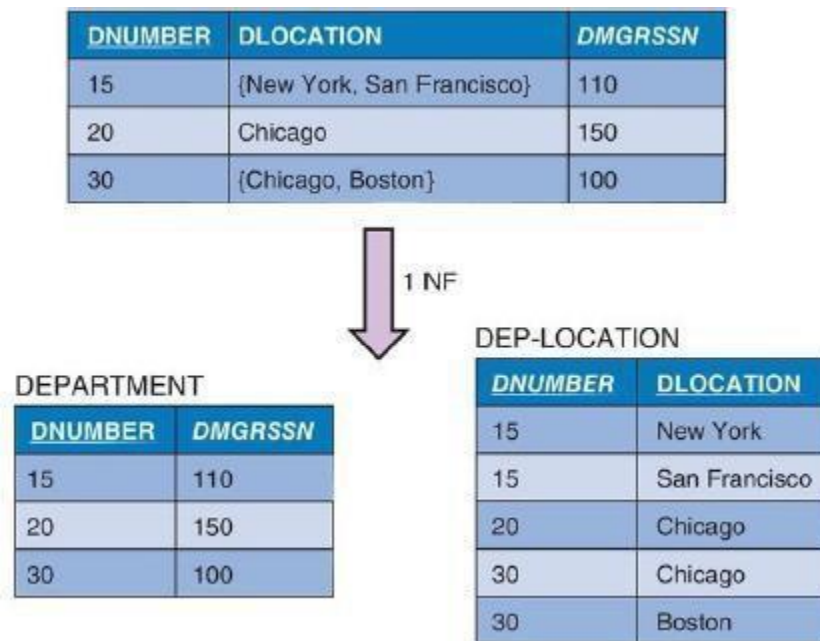 DNUMBER DLOCATION DMGRSSN
15 {New York, San Francisco} 110
20 Chicago 150
30 {Chicago, Boston} 100
1 NF
DEPARTMENT
DNUMBER DMGRSSN
15 110
20 150
30 100
DEP-LOCATION
DNUMBER DLOCATION
15 New York
15 San Francisco
20 Chicago
30 Chicago
30 Boston